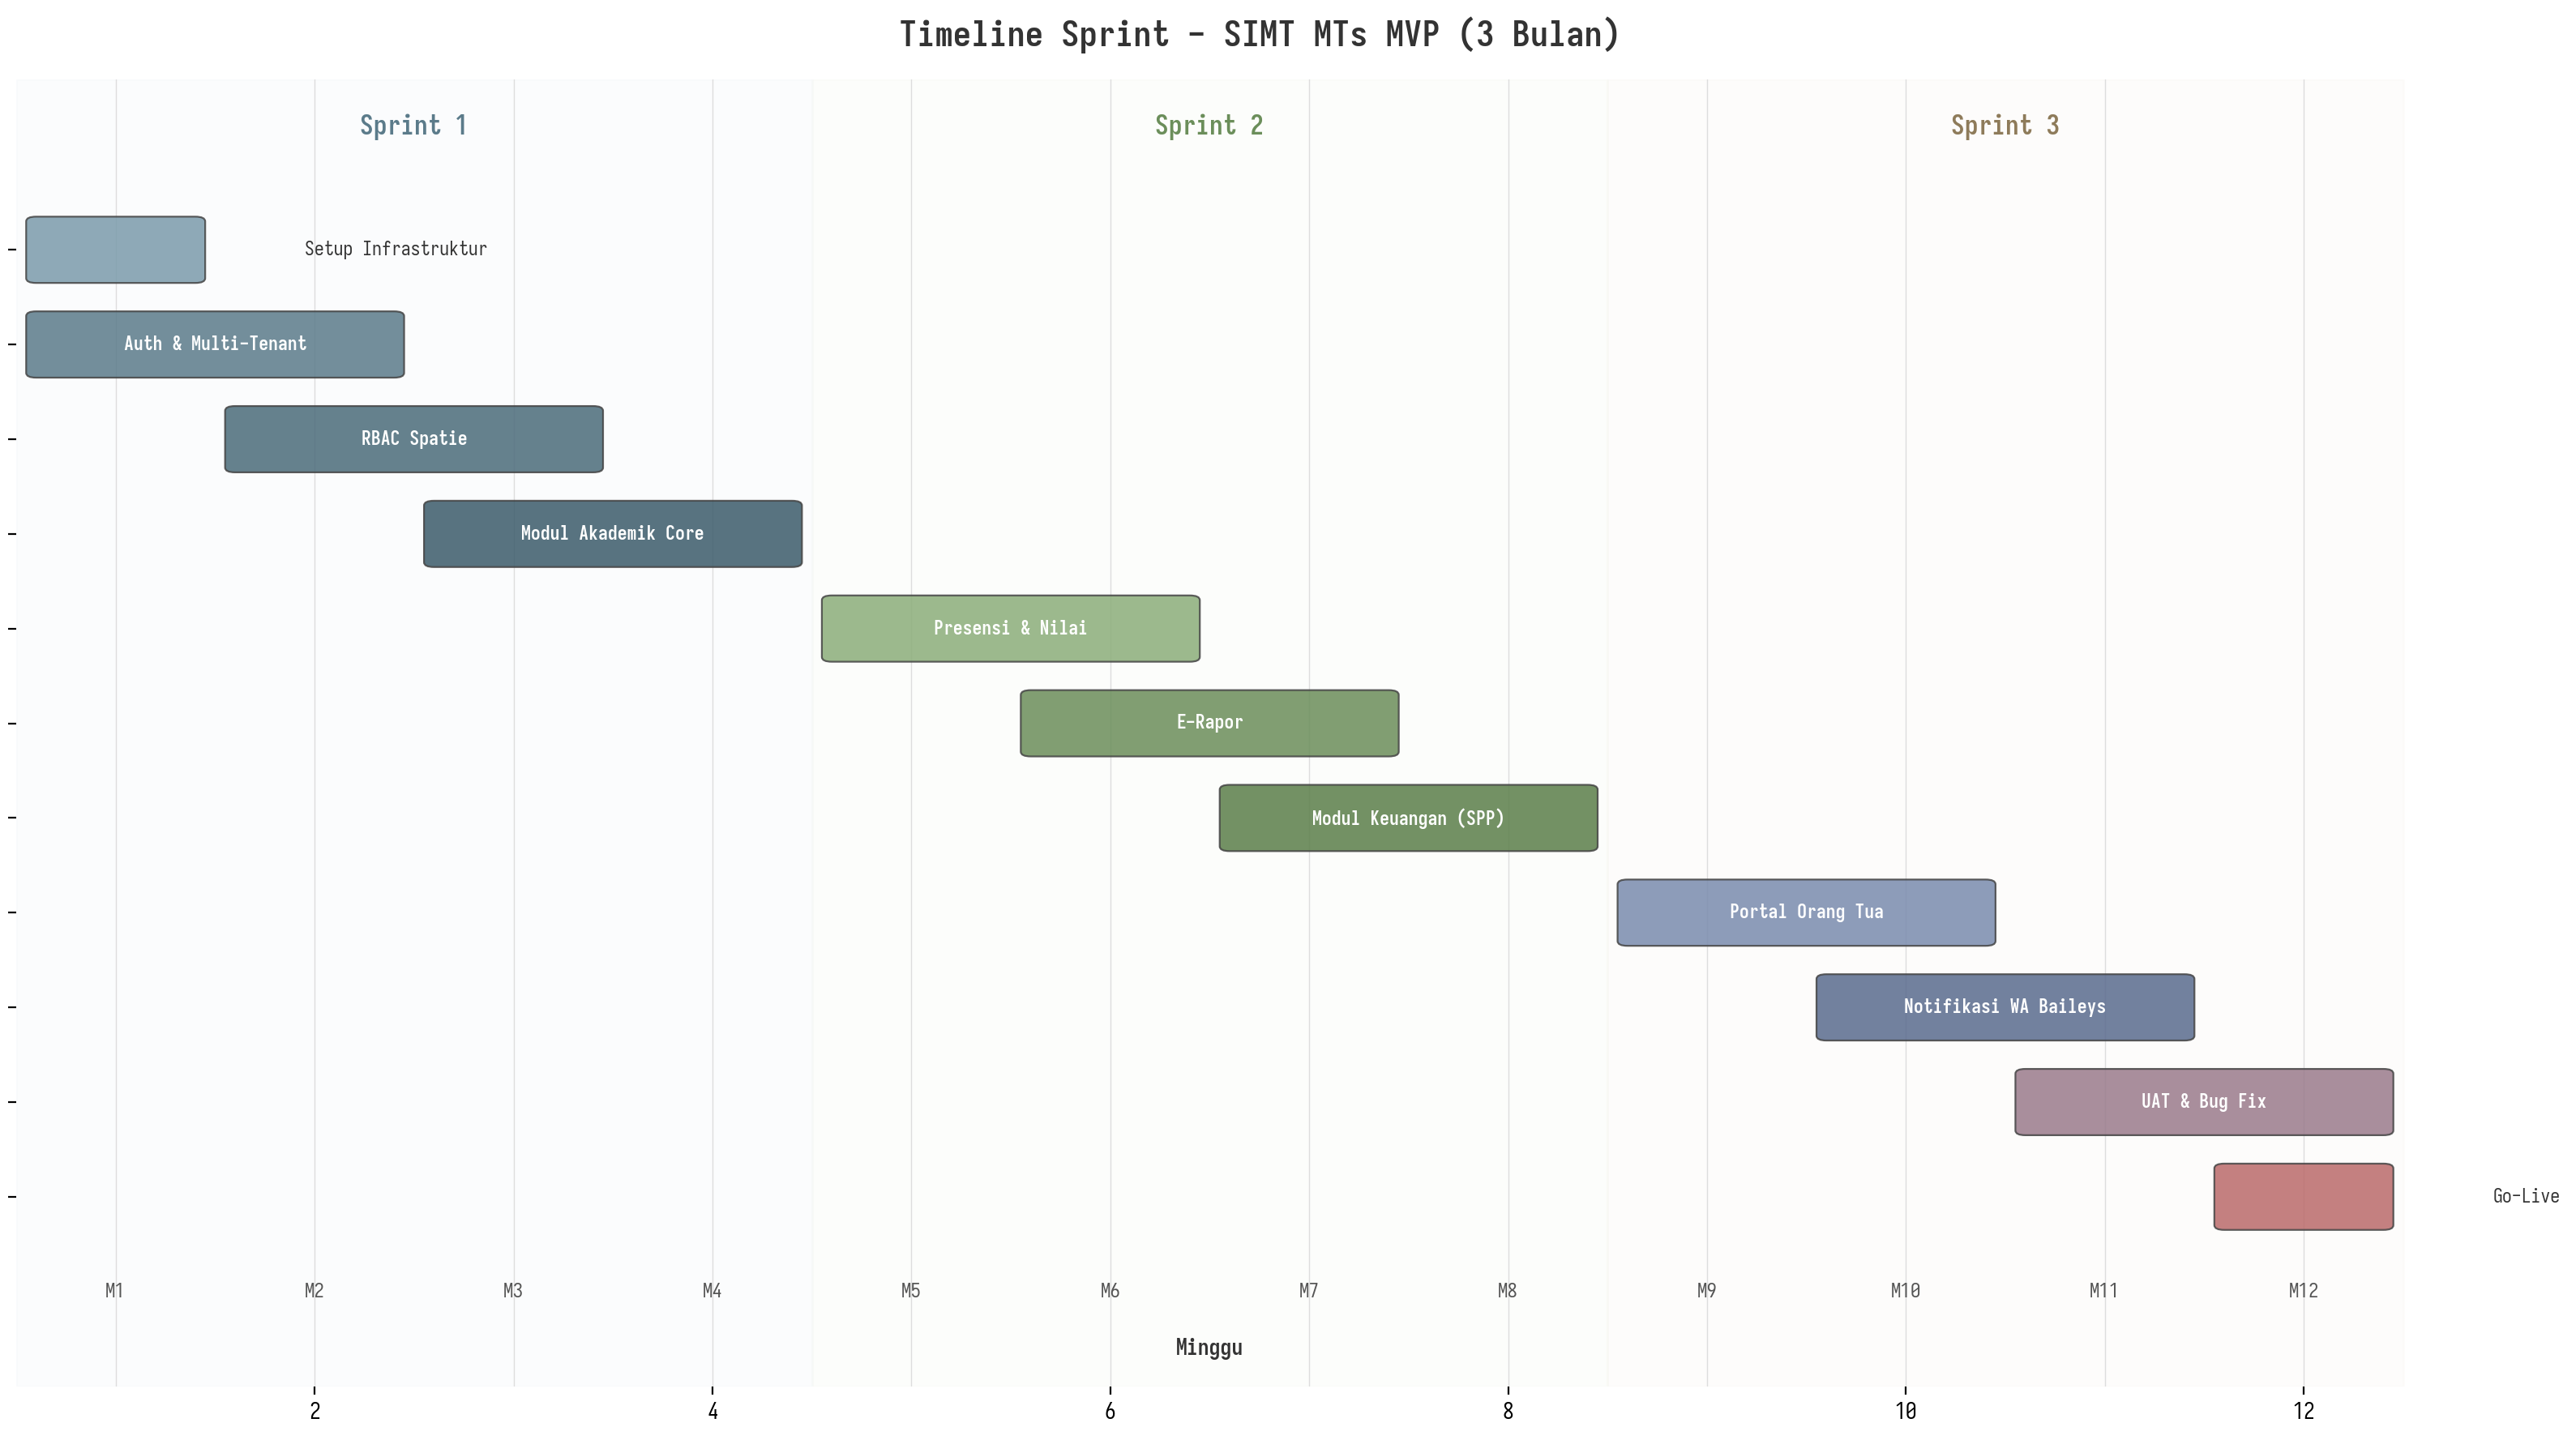 Timeline Sprint - SIMT MTs MVP (3 Bulan)
Sprint 1
Sprint 2
Sprint 3
Setup Infrastruktur
Auth & Multi-Tenant
RBAC Spatie
Modul Akademik Core
Presensi & Nilai
E-Rapor
Modul Keuangan (SPP)
Portal Orang Tua
Notifikasi WA Baileys
UAT & Bug Fix
Go-Live
M1 M2 M3 M4 M5 M6 M7 M8 M9 M10 M11 M12
Minggu
2 4 6 8 10 12